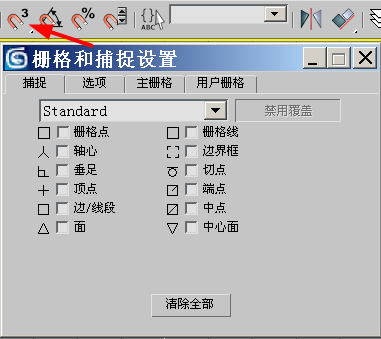 3 % {} ABC
栅格和捕捉设置
捕捉 选项 主栅格 用户栅格
Standard 禁用覆盖
栅格点 栅格线
轴心 边界框
垂足 切点
顶点 端点
边/线段 中点
面 中心面
清除全部